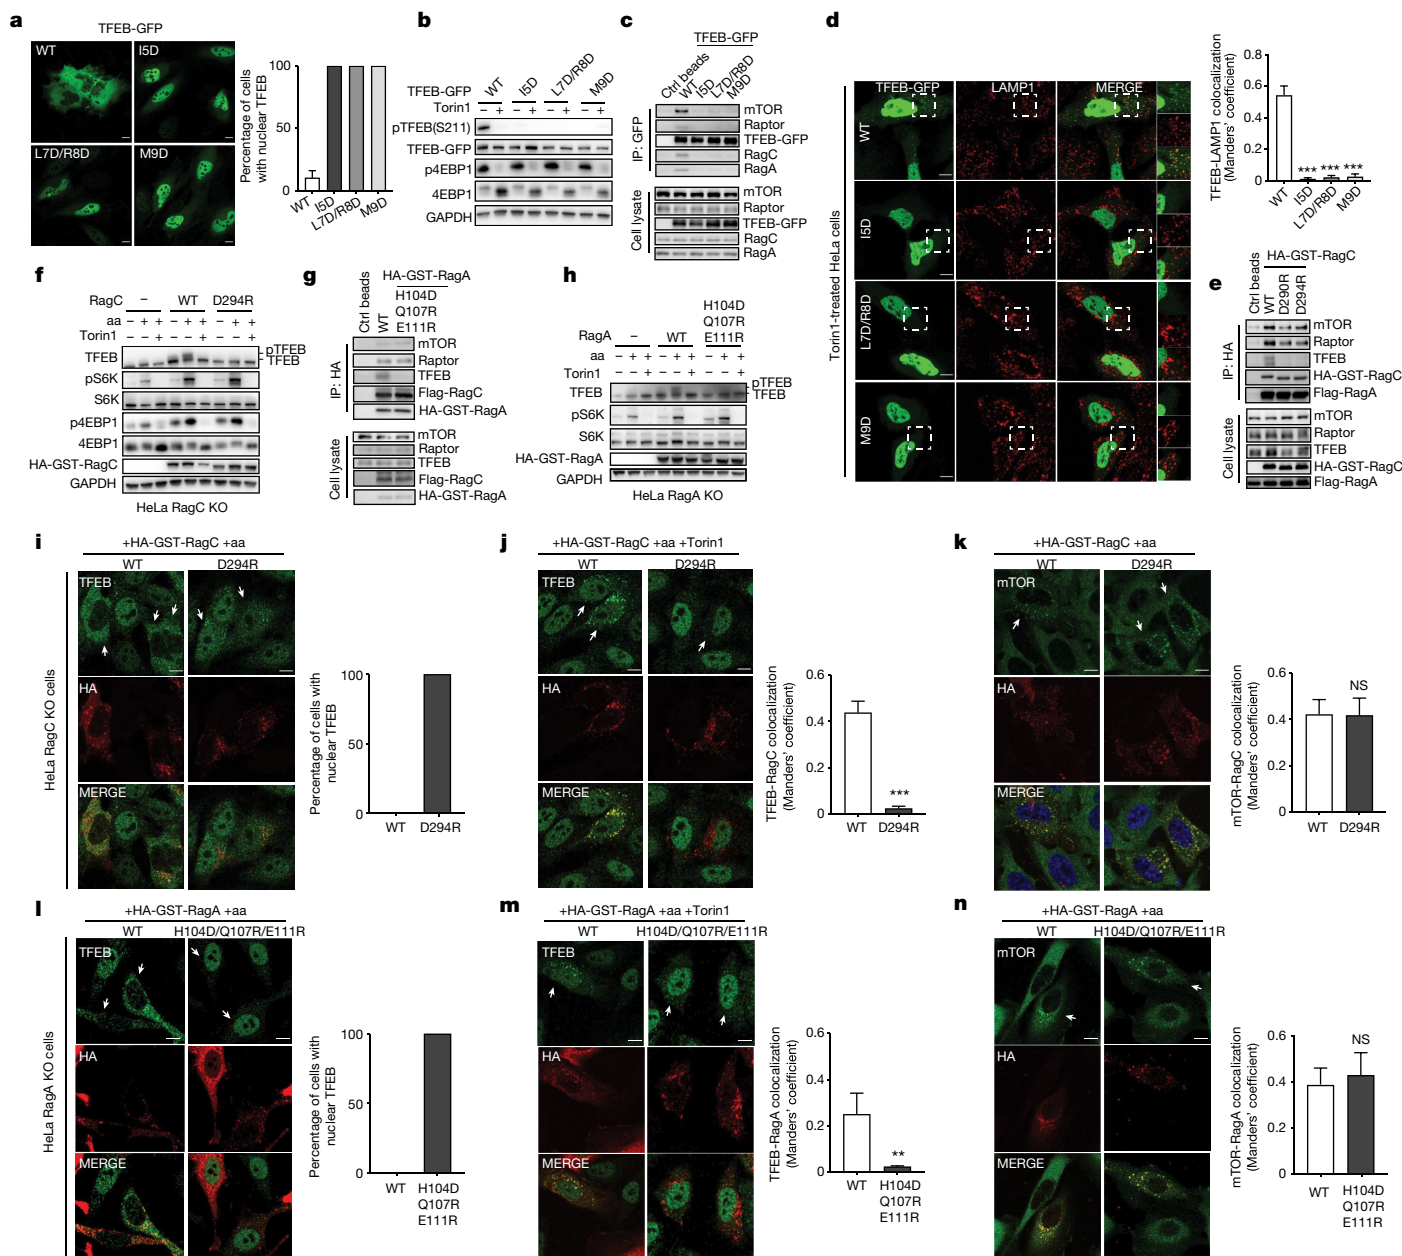 a
TFEB-GFP
WT
I5D
L7D/R8D
M9D
Percentage of cells
with nuclear TFEB
100
50
0
WT
I5D
L7D/R8D
M9D
b
TFEB-GFP
WT
I5D
L7D/R8D
M9D
Torin1
– + – + – + – +
pTFEB(S211)
TFEB-GFP
p4EBP1
4EBP1
GAPDH
c
TFEB-GFP
Ctrl beads
WT
I5D
L7D/R8D
M9D
IP: GFP
mTOR
Raptor
TFEB-GFP
RagC
RagA
Cell lysate
mTOR
Raptor
TFEB-GFP
RagC
RagA
d
Torin1-treated HeLa cells
TFEB-GFP
LAMP1
MERGE
WT
I5D
L7D/R8D
M9D
TFEB-LAMP1 colocalization
(Manders' coefficient)
0.8
0.6
0.4
0.2
0
*** *** ***
WT
I5D
L7D/R8D
M9D
e
HA-GST-RagC
Ctrl beads
WT
D290R
D294R
IP: HA
mTOR
Raptor
TFEB
HA-GST-RagC
Flag-RagA
Cell lysate
mTOR
Raptor
TFEB
HA-GST-RagC
Flag-RagA
f
RagC
– WT D294R
aa
– + + – + + – + +
Torin1
– – + – – + – – +
TFEB
pTFEB
TFEB
pS6K
S6K
p4EBP1
4EBP1
HA-GST-RagC
GAPDH
HeLa RagC KO
g
HA-GST-RagA
Ctrl beads
WT
H104D
Q107R
E111R
IP: HA
mTOR
Raptor
TFEB
Flag-RagC
HA-GST-RagA
Cell lysate
mTOR
Raptor
TFEB
Flag-RagC
HA-GST-RagA
h
H104D
Q107R
E111R
RagA
– WT
aa
– + + – + + – + +
Torin1
– – + – – + – – +
TFEB
pTFEB
TFEB
pS6K
S6K
HA-GST-RagA
GAPDH
HeLa RagA KO
i
+HA-GST-RagC +aa
WT
D294R
HeLa RagC KO cells
TFEB
HA
MERGE
Percentage of cells with
nuclear TFEB
100
50
0
WT D294R
j
+HA-GST-RagC +aa +Torin1
WT
D294R
TFEB
HA
MERGE
TFEB-RagC colocalization
(Manders' coefficient)
0.6
0.4
0.2
0
***
WT D294R
k
+HA-GST-RagC +aa
WT
D294R
mTOR
HA
MERGE
mTOR-RagC colocalization
(Manders' coefficient)
0.6
0.4
0.2
0
NS
WT D294R
l
+HA-GST-RagA +aa
WT
H104D/Q107R/E111R
HeLa RagA KO cells
TFEB
HA
MERGE
Percentage of cells with
nuclear TFEB
100
50
0
WT H104D
Q107R
E111R
m
+HA-GST-RagA +aa +Torin1
WT
H104D/Q107R/E111R
TFEB
HA
MERGE
TFEB-RagA colocalization
(Manders' coefficient)
0.6
0.4
0.2
0
**
WT H104D
Q107R
E111R
n
+HA-GST-RagA +aa
WT
H104D/Q107R/E111R
mTOR
HA
MERGE
mTOR-RagA colocalization
(Manders' coefficient)
0.6
0.4
0.2
0
NS
WT H104D
Q107R
E111R